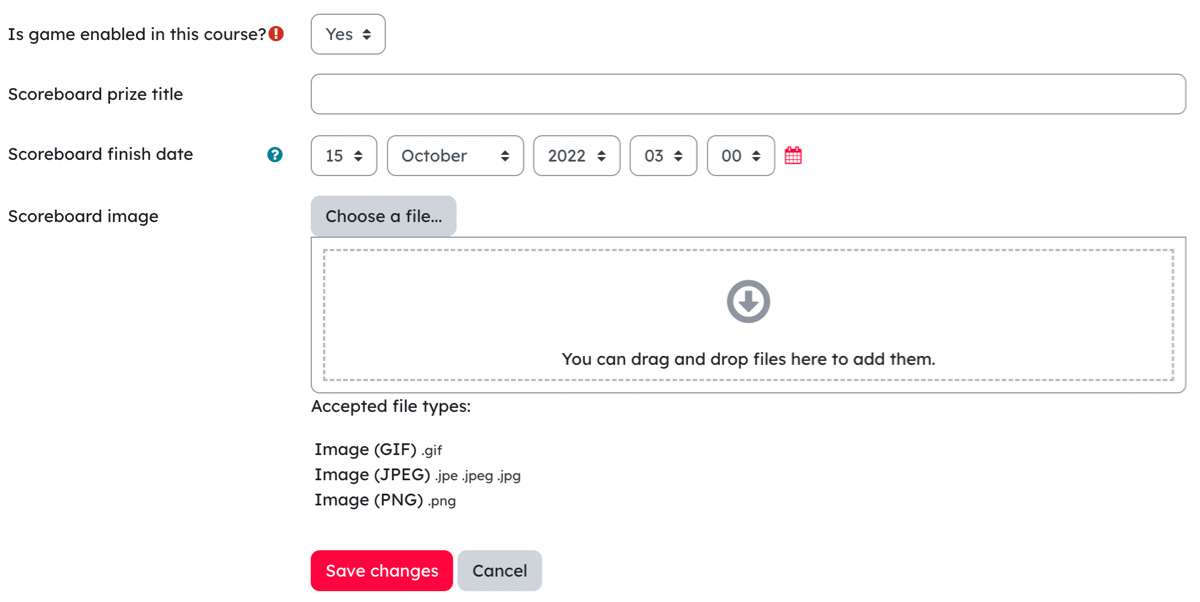 Is game enabled in this course? Yes
Scoreboard prize title
Scoreboard finish date 15 October 2022 03 00
Scoreboard image Choose a file...
You can drag and drop files here to add them.
Accepted file types:
Image (GIF) .gif
Image (JPEG) .jpe .jpeg .jpg
Image (PNG) .png
Save changes Cancel